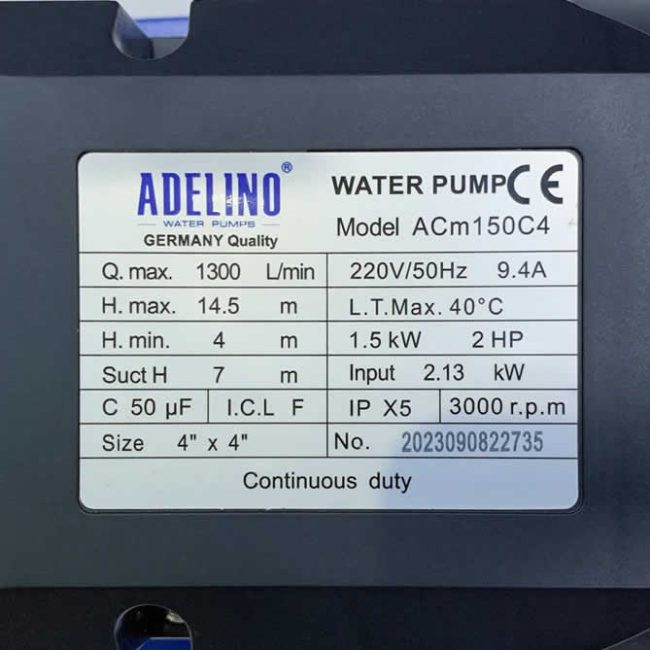 ADELINO®
WATER PUMPS
GERMANY Quality
WATER PUMP CE
Model ACm150C4
Q. max. 1300 L/min 220V/50Hz 9.4A
H. max. 14.5 m L.T.Max. 40°C
H. min. 4 m 1.5 kW 2 HP
Suct H 7 m Input 2.13 kW
C 50 µF I.C.L F IP X5 3000 r.p.m
Size 4" x 4" No. 2023090822735
Continuous duty